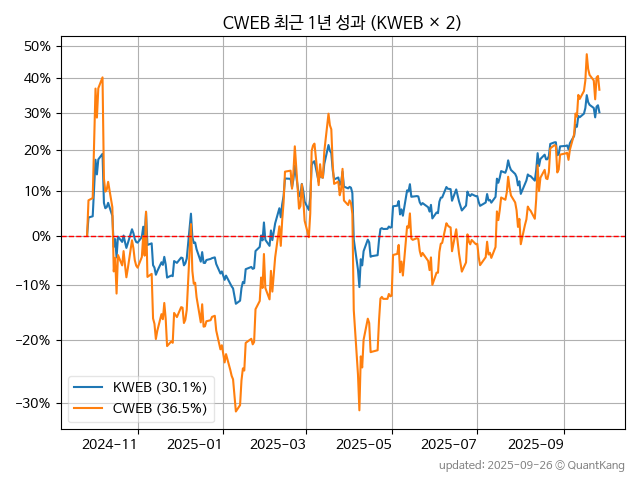 CWEB 최근 1년 성과 (KWEB × 2)
50%
40%
30%
20%
10%
0%
−10%
−20%
−30%
KWEB (30.1%)
CWEB (36.5%)
2024-11 2025-01 2025-03 2025-05 2025-07 2025-09
updated: 2025-09-26 © QuantKang